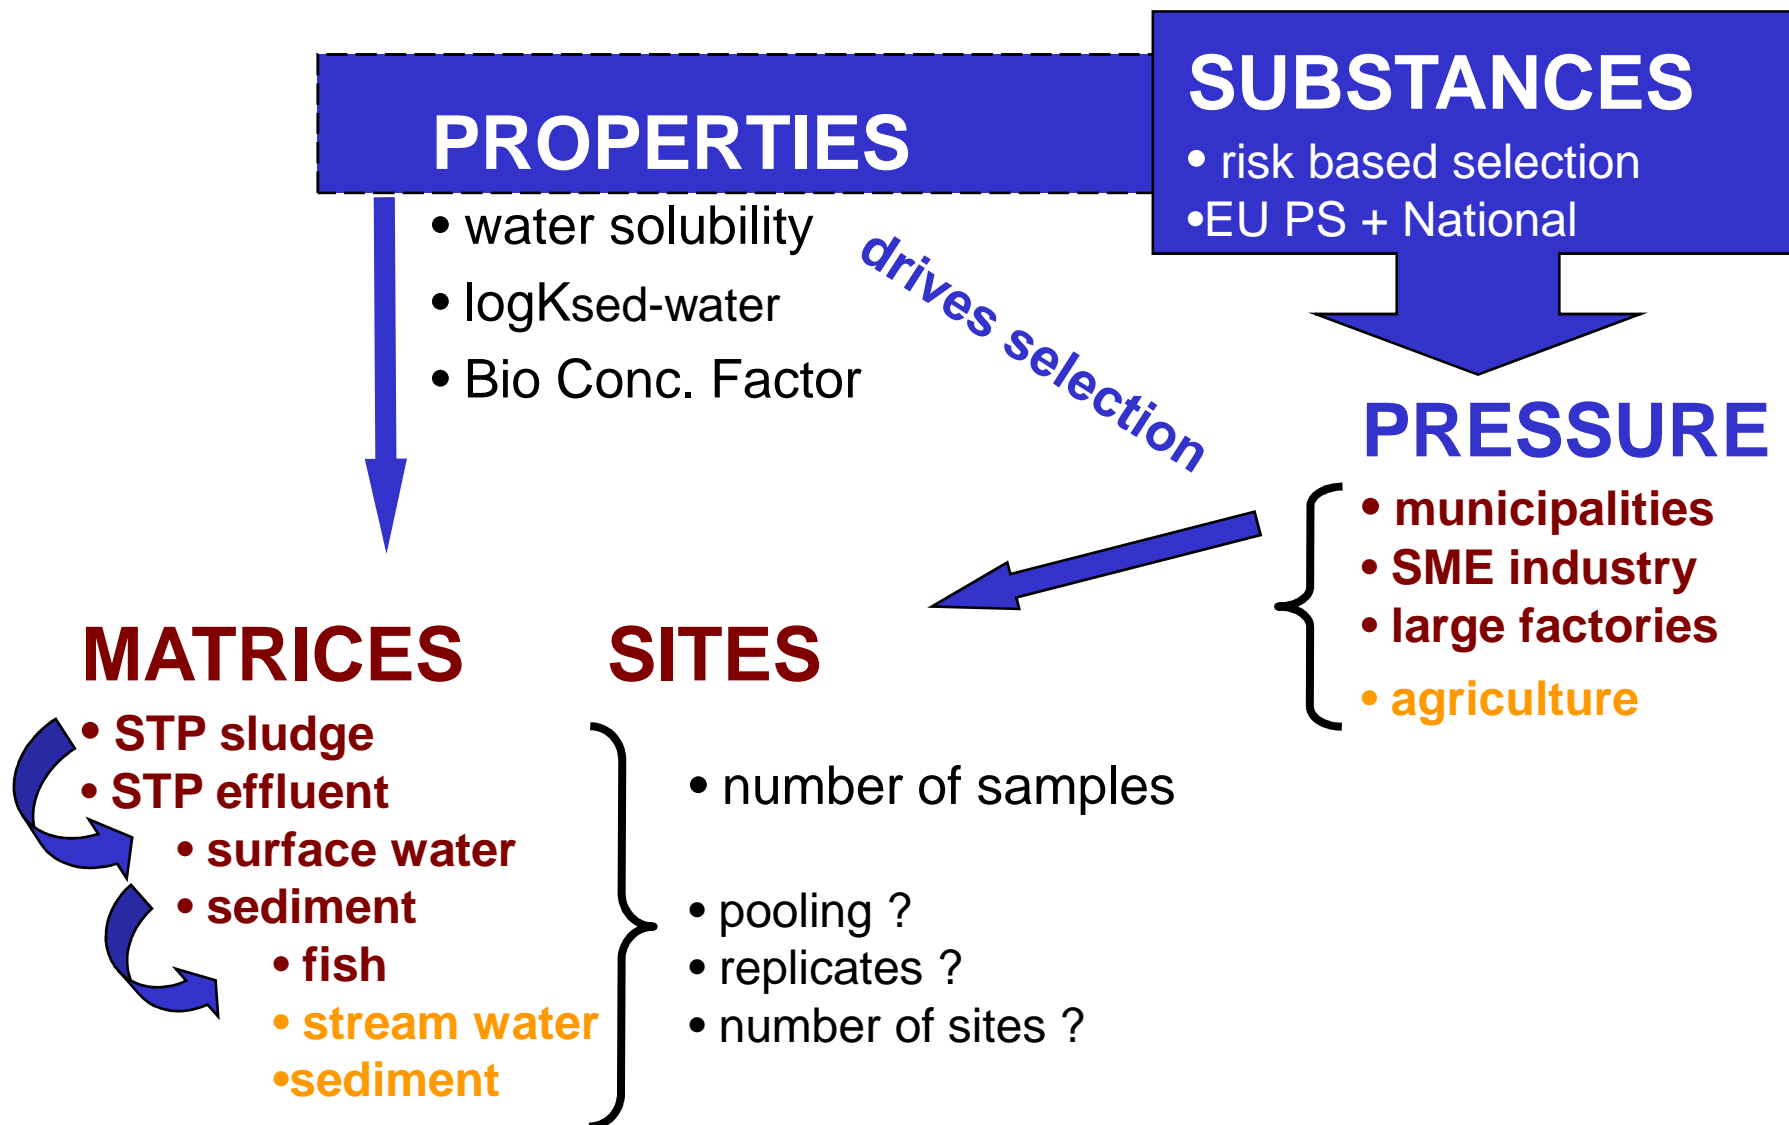 SUBSTANCES
• risk based selection
•EU PS + National
PROPERTIES
• water solubility
• logKsed-water
• Bio Conc. Factor
drives selection
PRESSURE
• municipalities
• SME industry
• large factories
• agriculture
MATRICES
• STP sludge
• STP effluent
• surface water
• sediment
• fish
• stream water
•sediment
SITES
• number of samples
• pooling ?
• replicates ?
• number of sites ?